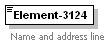 Element-3124
Name and address line